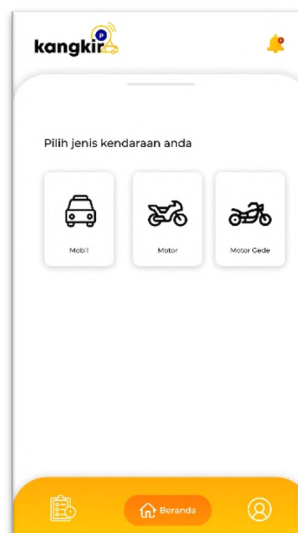 kangkir
P
Pilih jenis kendaraan anda
Mobil
Motor
Motor Gede
Beranda